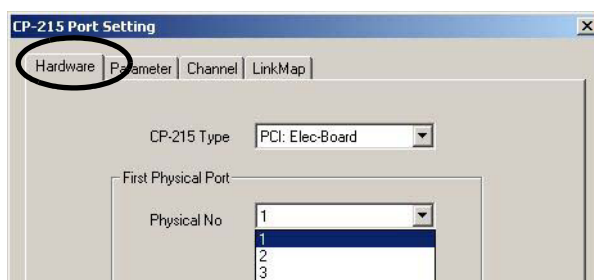 CP-215 Port Setting
Hardware Parameter Channel LinkMap
CP-215 Type PCI: Elec-Board
First Physical Port
Physical No 1
1
2
3